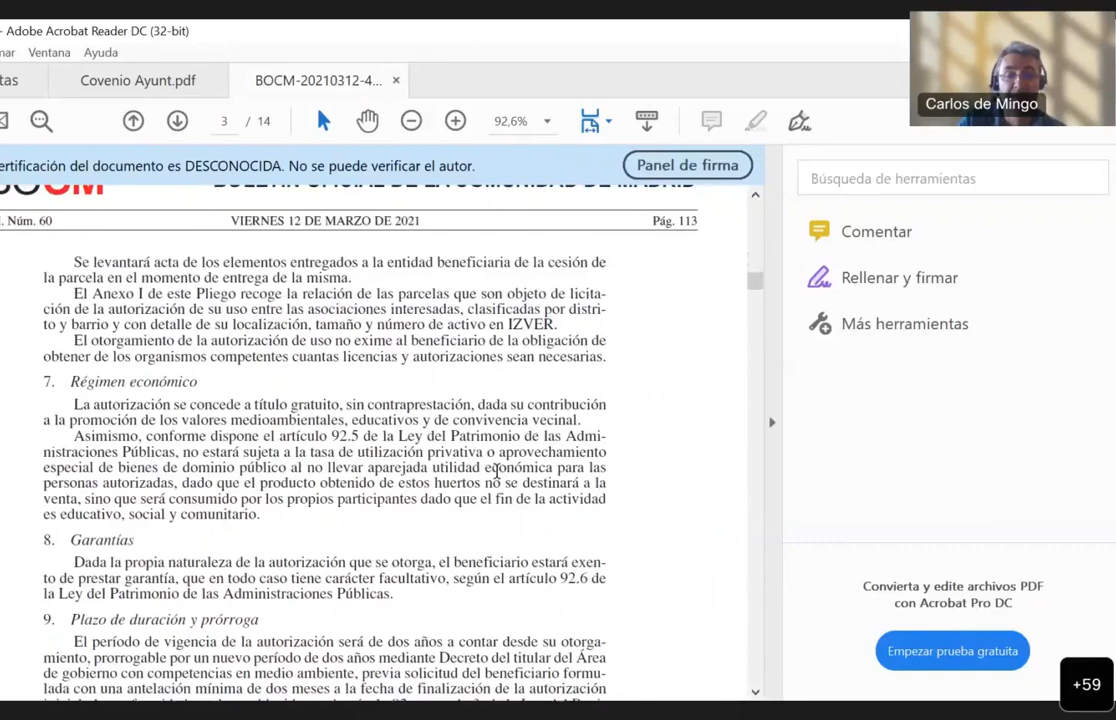 - Adobe Acrobat Reader DC (32-bit)
mar Ventana Ayuda
tas Covenio Ayunt.pdf BOCM-20210312-4... ×
3 / 14 92,6%
Carlos de Mingo
ertificación del documento es DESCONOCIDA. No se puede verificar el autor. Panel de firma
BOLETÍN OFICIAL DE LA COMUNIDAD DE MADRID
. Núm. 60 VIERNES 12 DE MARZO DE 2021 Pág. 113
Se levantará acta de los elementos entregados a la entidad beneficiaria de la cesión de
la parcela en el momento de entrega de la misma.
El Anexo I de este Pliego recoge la relación de las parcelas que son objeto de licita-
ción de la autorización de su uso entre las asociaciones interesadas, clasificadas por distri-
to y barrio y con detalle de su localización, tamaño y número de activo en IZVER.
El otorgamiento de la autorización de uso no exime al beneficiario de la obligación de
obtener de los organismos competentes cuantas licencias y autorizaciones sean necesarias.
7. Régimen económico
La autorización se concede a título gratuito, sin contraprestación, dada su contribución
a la promoción de los valores medioambientales, educativos y de convivencia vecinal.
Asimismo, conforme dispone el artículo 92.5 de la Ley del Patrimonio de las Admi-
nistraciones Públicas, no estará sujeta a la tasa de utilización privativa o aprovechamiento
especial de bienes de dominio público al no llevar aparejada utilidad económica para las
personas autorizadas, dado que el producto obtenido de estos huertos no se destinará a la
venta, sino que será consumido por los propios participantes dado que el fin de la actividad
es educativo, social y comunitario.
8. Garantías
Dada la propia naturaleza de la autorización que se otorga, el beneficiario estará exen-
to de prestar garantía, que en todo caso tiene carácter facultativo, según el artículo 92.6 de
la Ley del Patrimonio de las Administraciones Públicas.
9. Plazo de duración y prórroga
El período de vigencia de la autorización será de dos años a contar desde su otorga-
miento, prorrogable por un nuevo período de dos años mediante Decreto del titular del Área
de gobierno con competencias en medio ambiente, previa solicitud del beneficiario formu-
lada con una antelación mínima de dos meses a la fecha de finalización de la autorización
Búsqueda de herramientas
Comentar
Rellenar y firmar
Más herramientas
Convierta y edite archivos PDF
con Acrobat Pro DC
Empezar prueba gratuita
+59